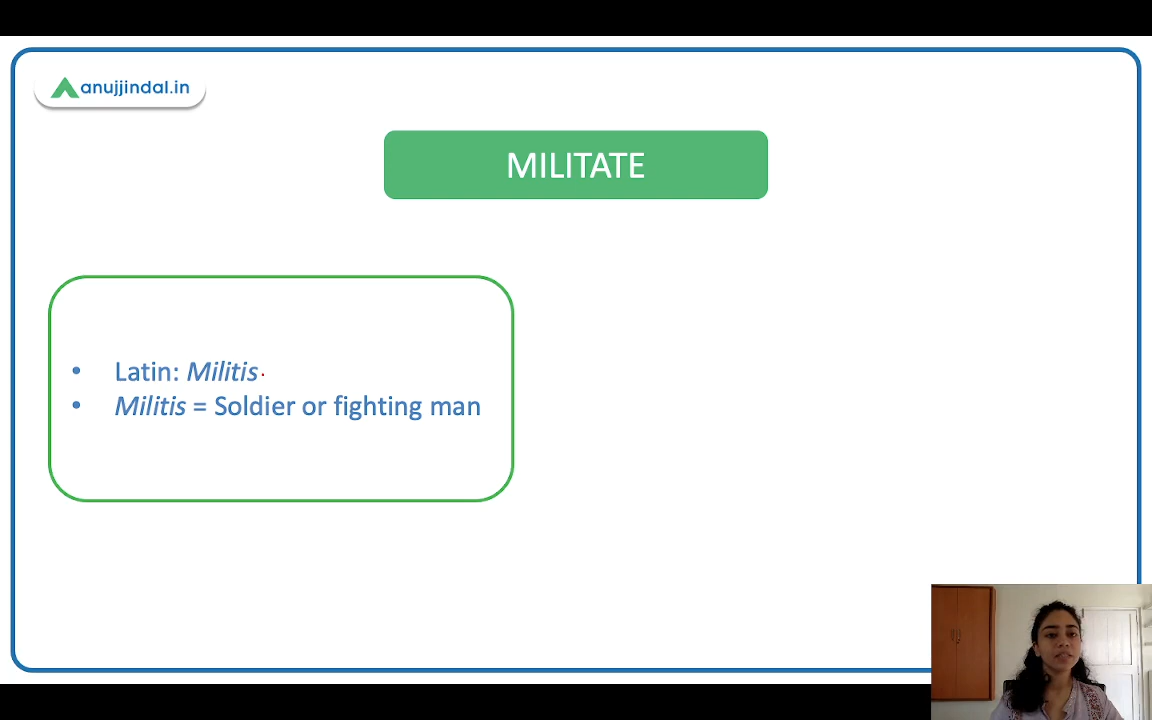 anujjindal.in
MILITATE
• Latin: Militis
• Militis = Soldier or fighting man